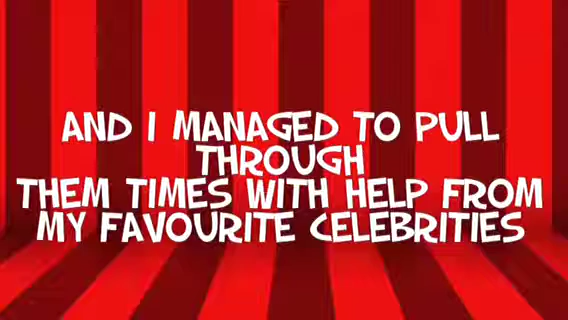 AND I MANAGED TO PULL
THROUGH
THEM TIMES WITH HELP FROM
MY FAVOURITE CELEBRITIES